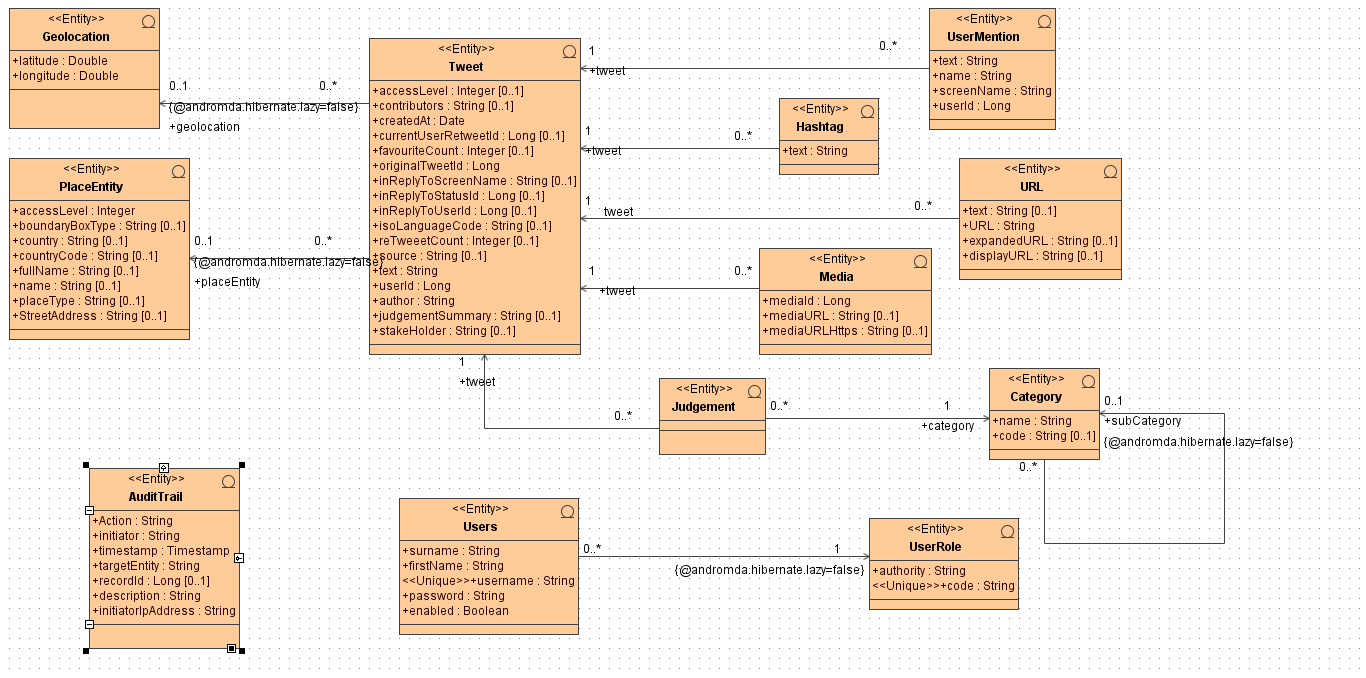 <<Entity>>
Geolocation
+latitude : Double
+longitude : Double
0..1
0..*
{@andromda.hibernate.lazy=false}
+geolocation
<<Entity>>
PlaceEntity
+accessLevel : Integer
+boundaryBoxType : String [0..1]
+country : String [0..1]
+countryCode : String [0..1]
+fullName : String [0..1]
+name : String [0..1]
+placeType : String [0..1]
+StreetAddress : String [0..1]
0..1
0..*
{@andromda.hibernate.lazy=false}
+placeEntity
<<Entity>>
Tweet
+accessLevel : Integer [0..1]
+contributors : String [0..1]
+createdAt : Date
+currentUserRetweetId : Long [0..1]
+favouriteCount : Integer [0..1]
+originalTweetId : Long
+inReplyToScreenName : String [0..1]
+inReplyToStatusId : Long [0..1]
+inReplyToUserId : Long [0..1]
+isoLanguageCode : String [0..1]
+reTweeetCount : Integer [0..1]
+source : String [0..1]
+text : String
+userId : Long
+author : String
+judgementSummary : String [0..1]
+stakeHolder : String [0..1]
1
+tweet
0..*
<<Entity>>
UserMention
+text : String
+name : String
+screenName : String
+userId : Long
1
+tweet
0..*
<<Entity>>
Hashtag
+text : String
1
tweet
0..*
<<Entity>>
URL
+text : String [0..1]
+URL : String
+expandedURL : String [0..1]
+displayURL : String [0..1]
1
+tweet
0..*
<<Entity>>
Media
+mediaId : Long
+mediaURL : String [0..1]
+mediaURLHttps : String [0..1]
1
+tweet
0..*
<<Entity>>
Judgement
0..*
1
+category
<<Entity>>
Category
+name : String
+code : String [0..1]
0..1
+subCategory
{@andromda.hibernate.lazy=false}
0..*
<<Entity>>
AuditTrail
+Action : String
+initiator : String
+timestamp : Timestamp
+targetEntity : String
+recordId : Long [0..1]
+description : String
+initiatorIpAddress : String
<<Entity>>
Users
+surname : String
+firstName : String
<<Unique>>+username : String
+password : String
+enabled : Boolean
0..*
1
{@andromda.hibernate.lazy=false}
<<Entity>>
UserRole
+authority : String
<<Unique>>+code : String